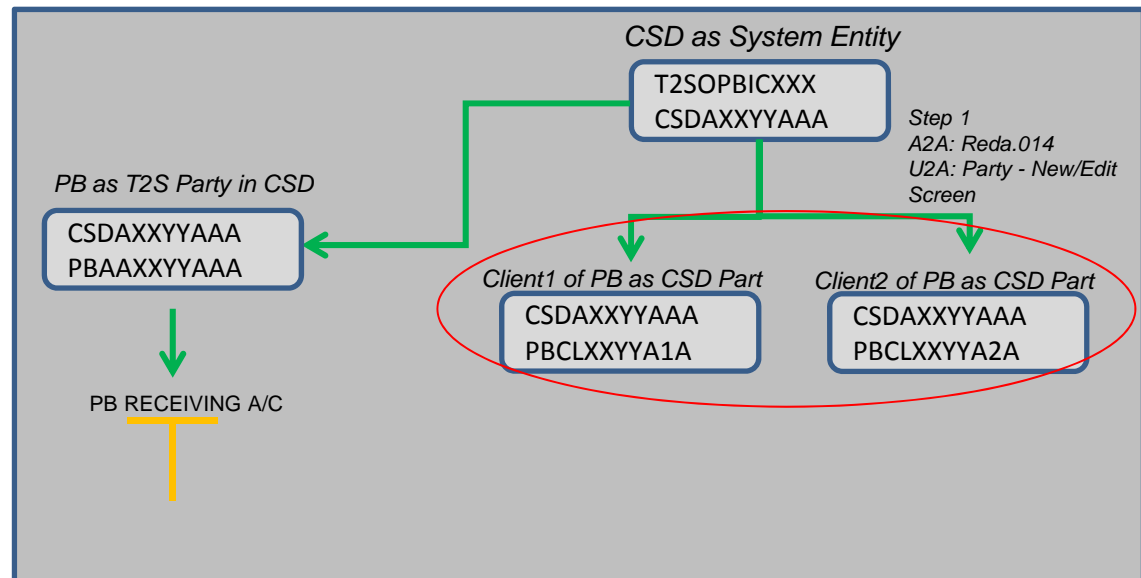 CSD as System Entity
T2SOPBICXXX
CSDAXXYYAAA
Step 1
A2A: Reda.014
U2A: Party - New/Edit
Screen
PB as T2S Party in CSD
CSDAXXYYAAA
PBAAXXYYAAA
Client1 of PB as CSD Part
CSDAXXYYAAA
PBCLXXYYA1A
Client2 of PB as CSD Part
CSDAXXYYAAA
PBCLXXYYA2A
PB RECEIVING A/C